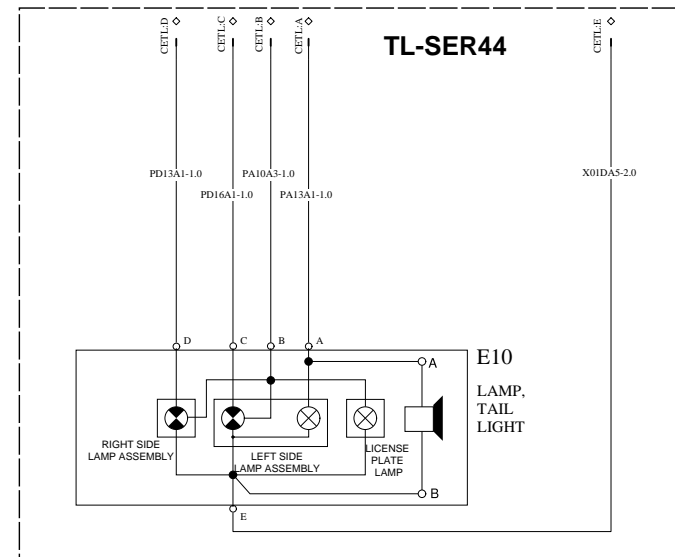 CETL:D
CETL:C
CETL:B
CETL:A
TL-SER44
CETL:E
PD13A1-1.0
PA10A3-1.0
X01DA5-2.0
PD16A1-1.0
PA13A1-1.0
D
C
B
A
E10
A
LAMP,
TAIL
LIGHT
RIGHT SIDE
LAMP ASSEMBLY
LEFT SIDE
LAMP ASSEMBLY
LICENSE
PLATE
LAMP
B
E